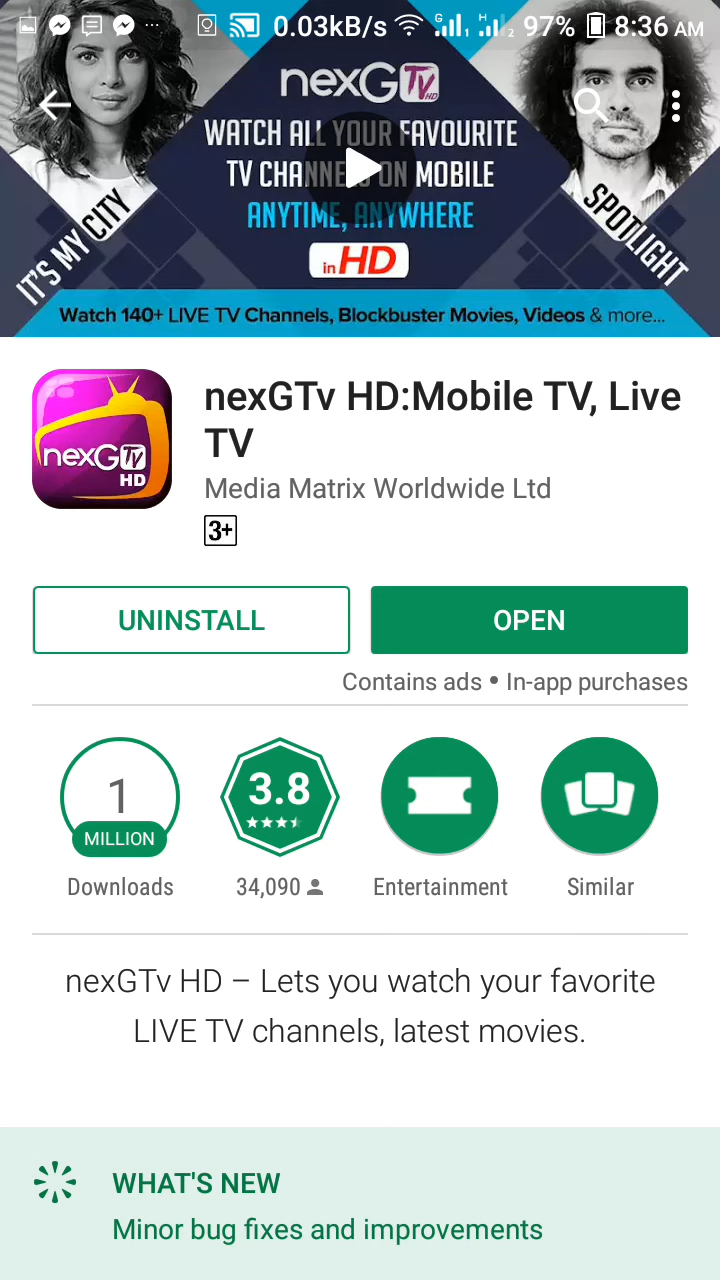 0.03kB/s G 1 H 2 97% 8:36 AM
nexGTv HD
WATCH ALL YOUR FAVOURITE
TV CHANNELS ON MOBILE
ANYTIME, ANYWHERE
in HD
IT'S MY CITY
SPOTLIGHT
Watch 140+ LIVE TV Channels, Blockbuster Movies, Videos & more...
nexGTv HD
nexGTv HD:Mobile TV, Live
TV
Media Matrix Worldwide Ltd
3+
UNINSTALL
OPEN
Contains ads • In-app purchases
1
MILLION
Downloads
3.8
34,090
Entertainment
Similar
nexGTv HD – Lets you watch your favorite
LIVE TV channels, latest movies.
WHAT'S NEW
Minor bug fixes and improvements